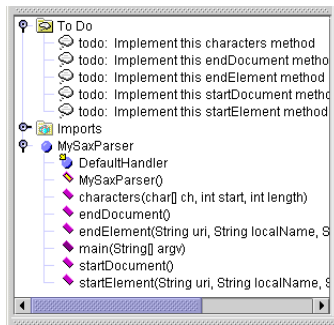 To Do
todo: Implement this characters method
todo: Implement this endDocument metho
todo: Implement this endElement method
todo: Implement this startDocument metho
todo: Implement this startElement method
Imports
MySaxParser
DefaultHandler
MySaxParser()
characters(char[] ch, int start, int length)
endDocument()
endElement(String uri, String localName, S
main(String[] argv)
startDocument()
startElement(String uri, String localName, S